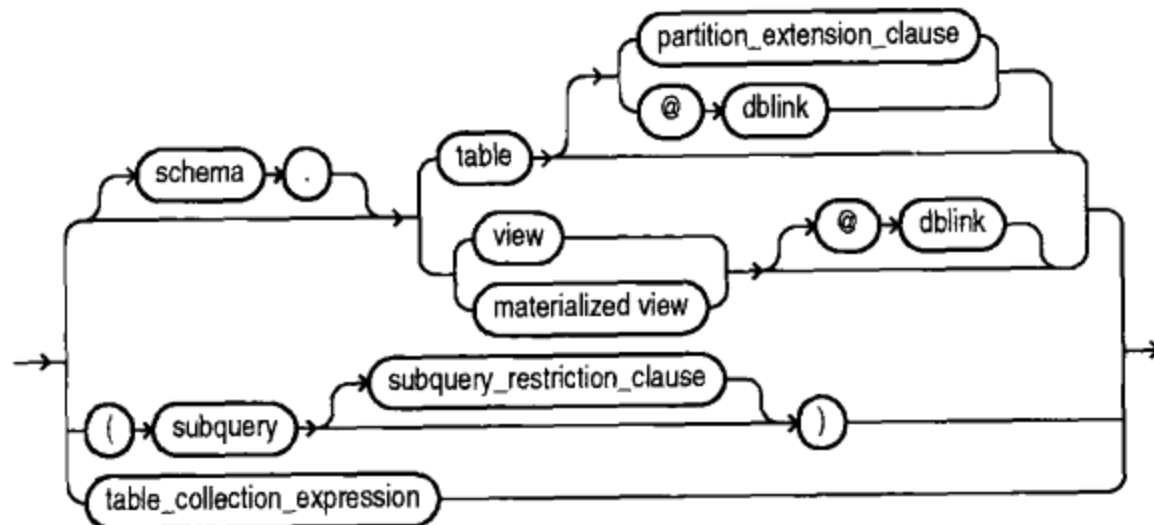 partition_extension_clause
@ dblink
table
schema .
view
@ dblink
materialized view
subquery_restriction_clause
( subquery )
table_collection_expression